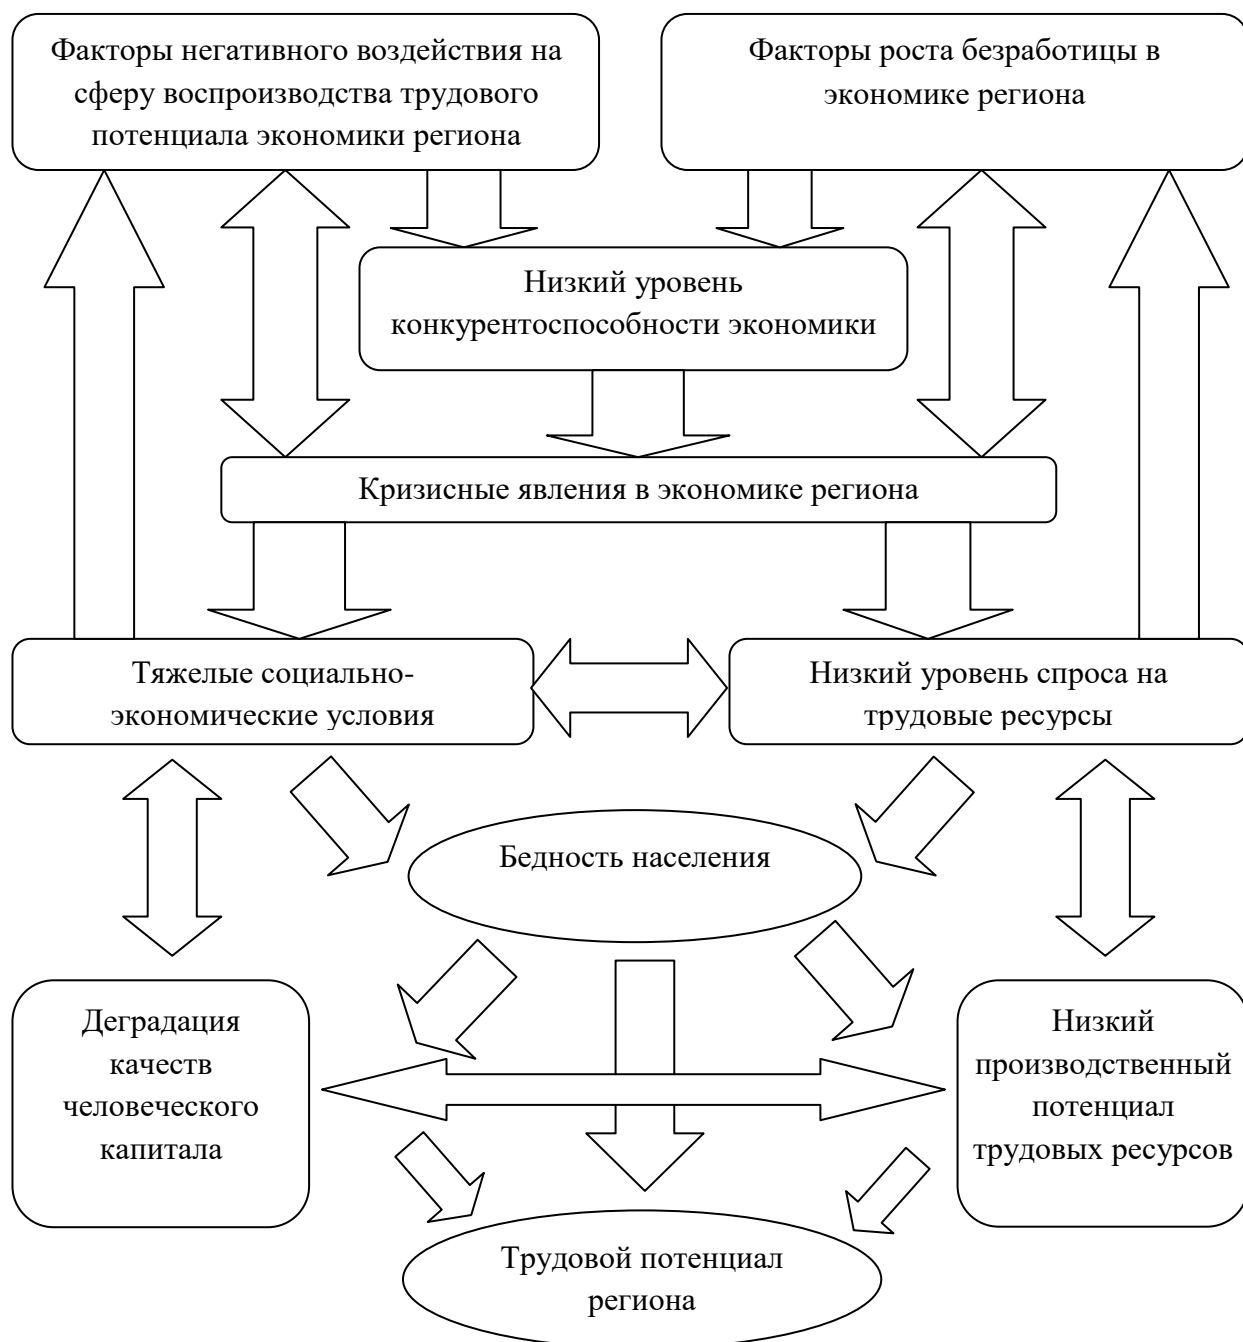 Факторы негативного воздействия на
сферу воспроизводства трудового
потенциала экономики региона
Факторы роста безработицы в
экономике региона
Низкий уровень
конкурентоспособности экономики
Кризисные явления в экономике региона
Тяжелые социально-
экономические условия
Низкий уровень спроса на
трудовые ресурсы
Бедность населения
Деградация
качеств
человеческого
капитала
Низкий
производственный
потенциал
трудовых ресурсов
Трудовой потенциал
региона